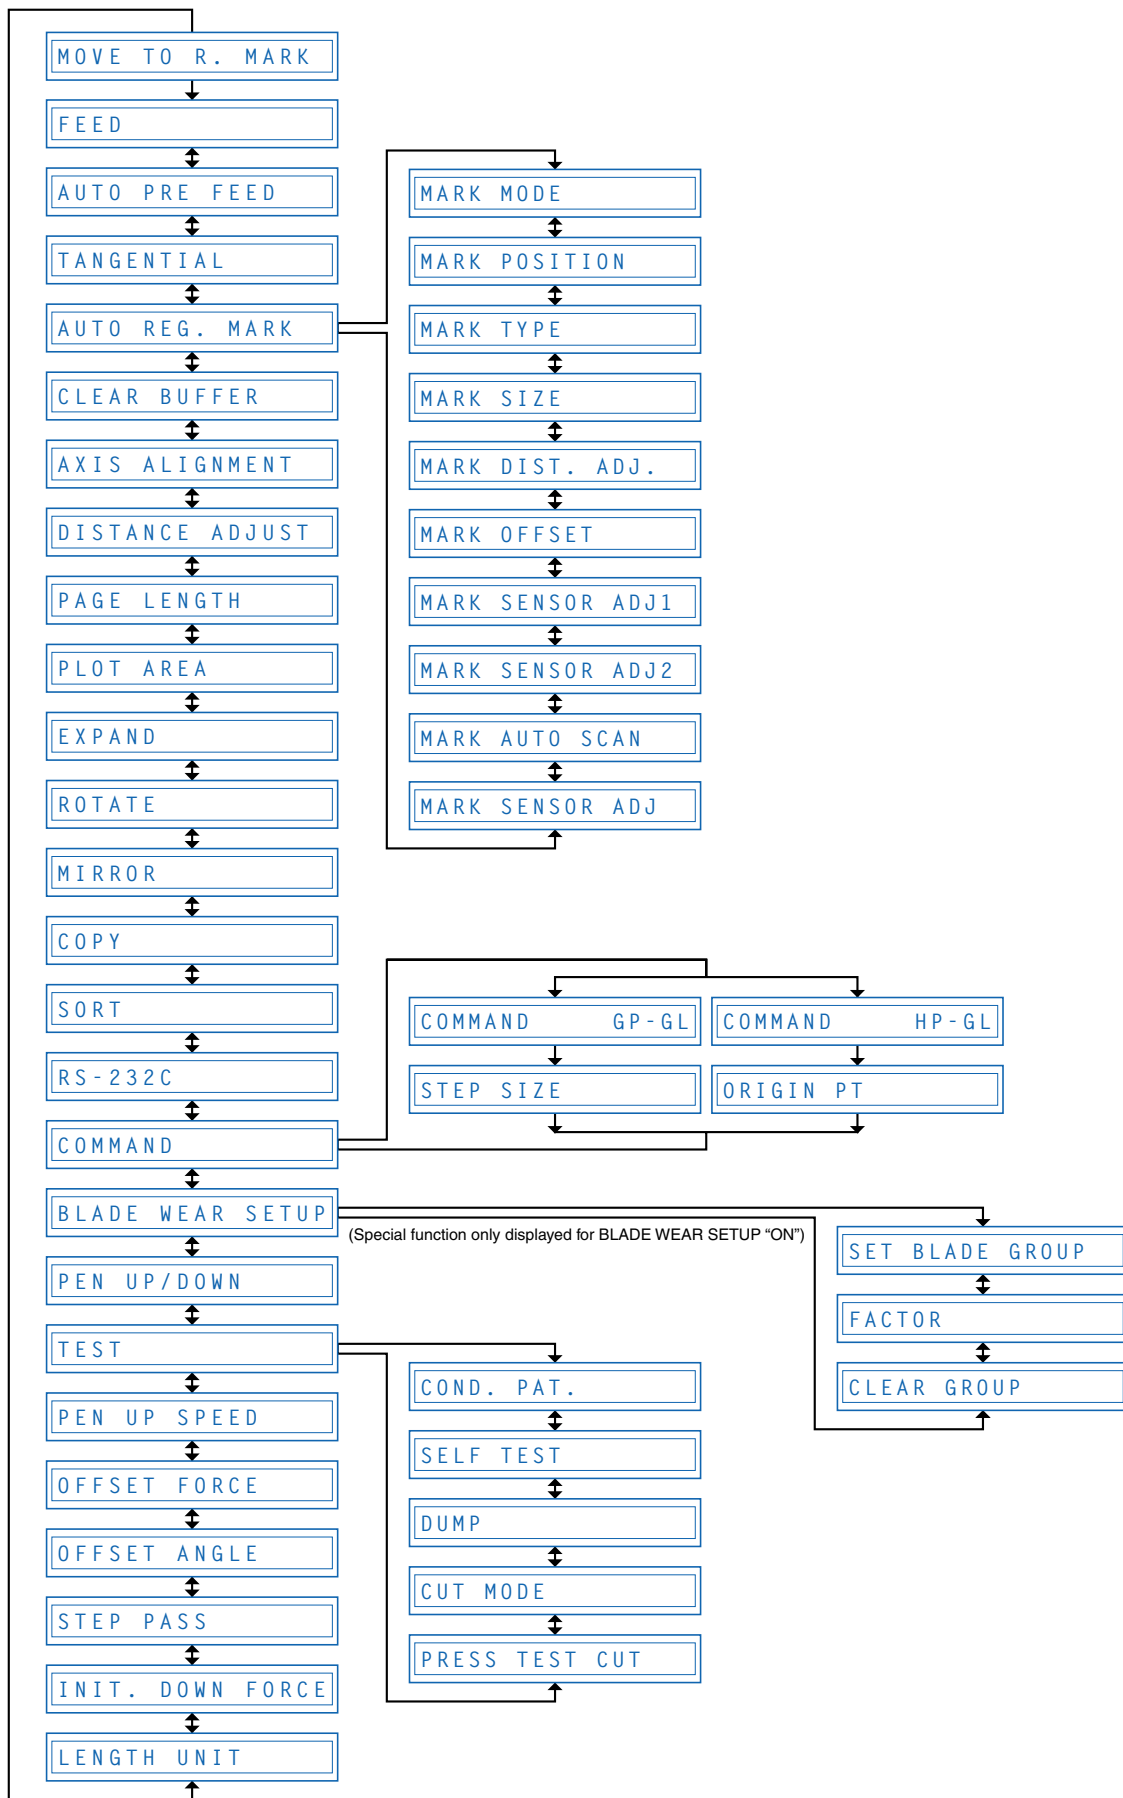 MOVE TO R. MARK
FEED
AUTO PRE FEED
TANGENTIAL
AUTO REG. MARK
CLEAR BUFFER
AXIS ALIGNMENT
DISTANCE ADJUST
PAGE LENGTH
PLOT AREA
EXPAND
ROTATE
MIRROR
COPY
SORT
RS-232C
COMMAND
BLADE WEAR SETUP
PEN UP/DOWN
TEST
PEN UP SPEED
OFFSET FORCE
OFFSET ANGLE
STEP PASS
INIT. DOWN FORCE
LENGTH UNIT
MARK MODE
MARK POSITION
MARK TYPE
MARK SIZE
MARK DIST. ADJ.
MARK OFFSET
MARK SENSOR ADJ1
MARK SENSOR ADJ2
MARK AUTO SCAN
MARK SENSOR ADJ
COMMAND GP-GL
STEP SIZE
COMMAND HP-GL
ORIGIN PT
(Special function only displayed for BLADE WEAR SETUP “ON”)
SET BLADE GROUP
FACTOR
CLEAR GROUP
COND. PAT.
SELF TEST
DUMP
CUT MODE
PRESS TEST CUT